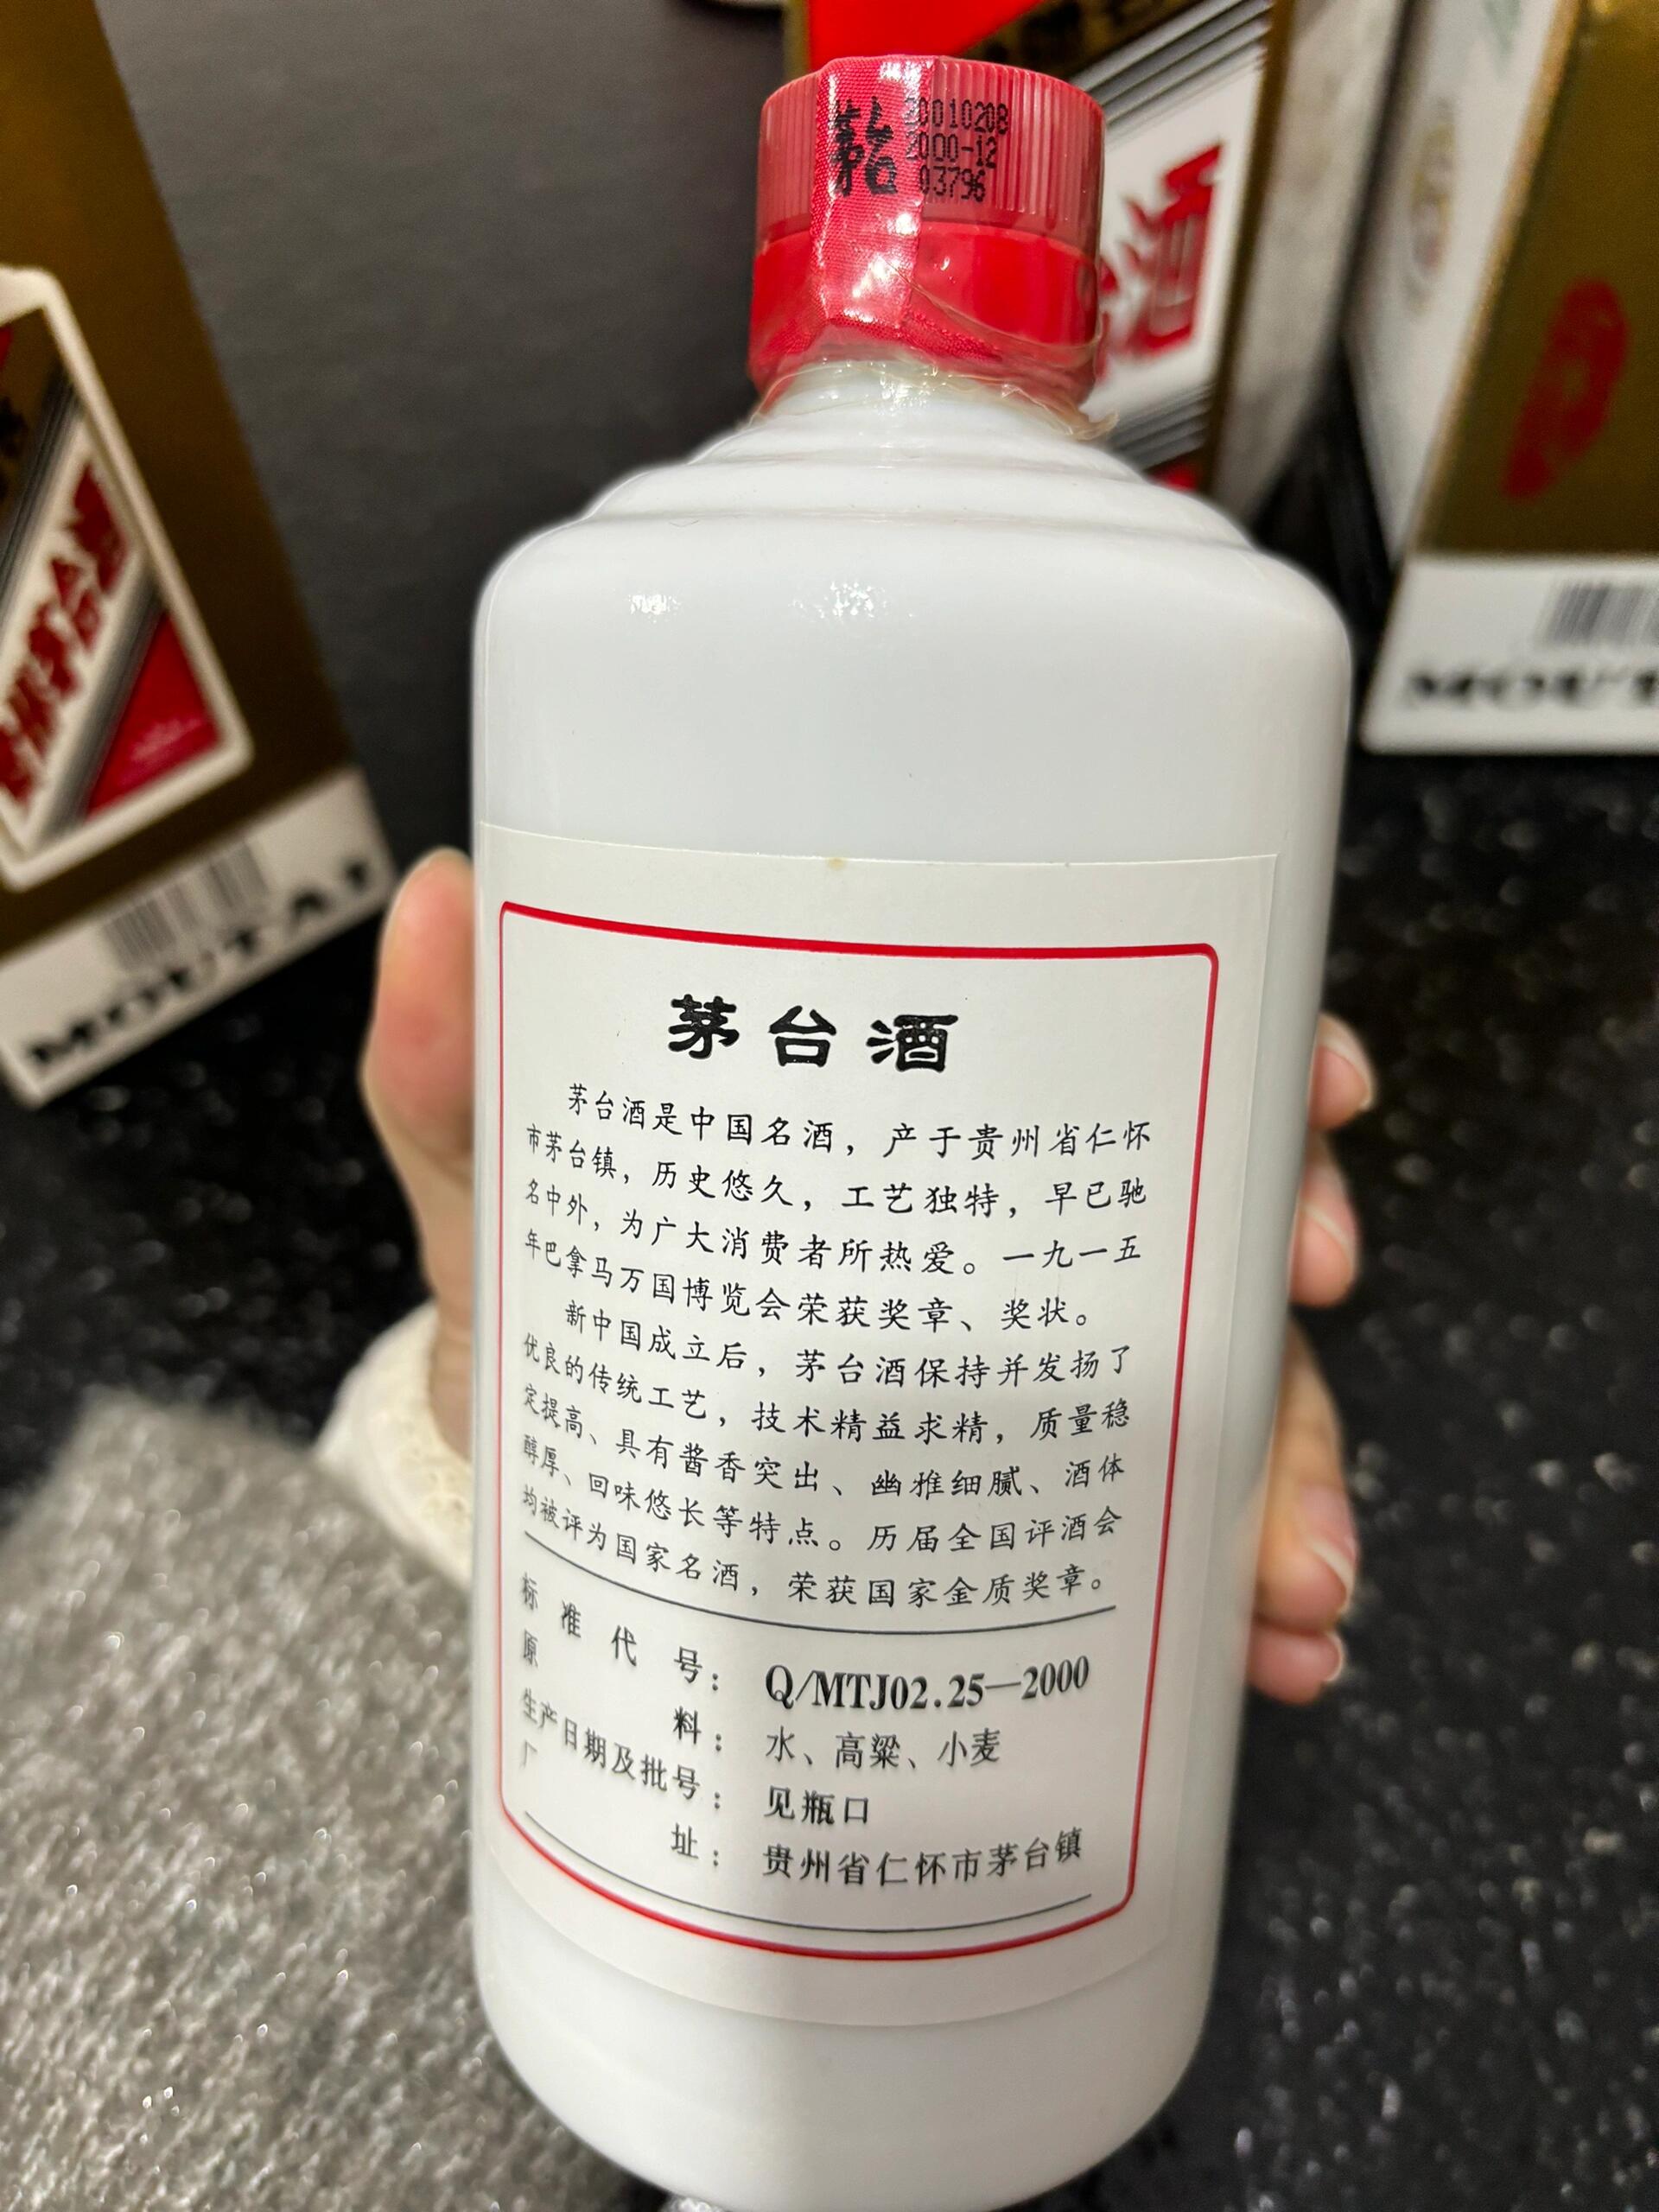 茅台
20010208
2000-12
03796
酒
MOUTAI
茅台酒
茅台酒是中国名酒，产于贵州省仁怀
市茅台镇，历史悠久，工艺独特，早已驰
名中外，为广大消费者所热爱。一九一五
年巴拿马万国博览会荣获奖章、奖状。
新中国成立后，茅台酒保持并发扬了
优良的传统工艺，技术精益求精，质量稳
定提高、具有酱香突出、幽雅细腻、酒体
醇厚、回味悠长等特点。历届全国评酒会
均被评为国家名酒，荣获国家金质奖章。
标准代号：Q/MTJ02.25—2000
原料：水、高粱、小麦
生产日期及批号：见瓶口
厂址：贵州省仁怀市茅台镇